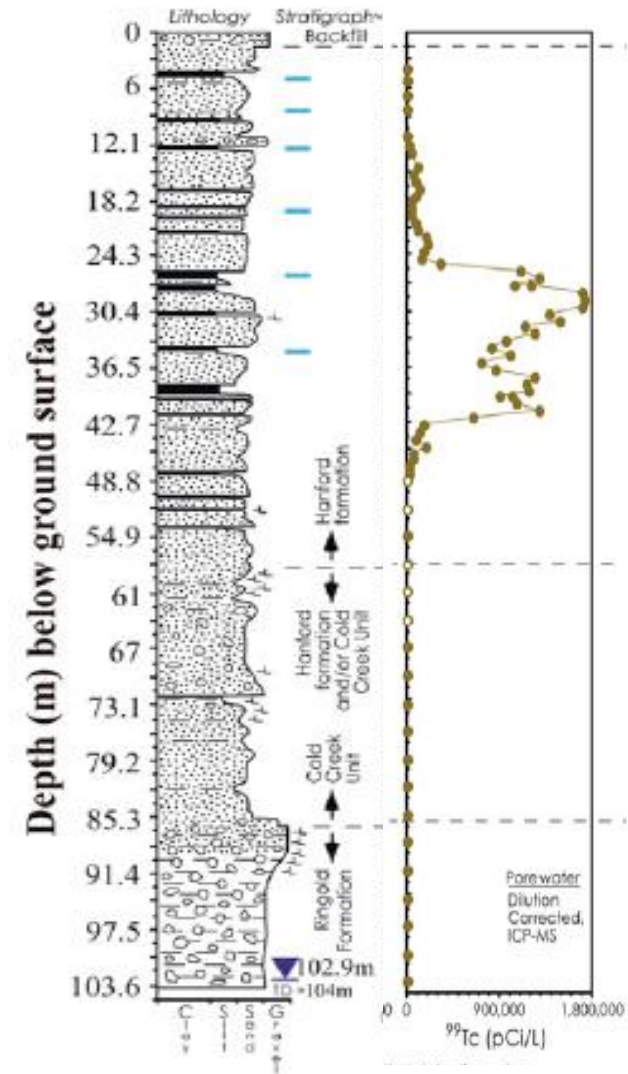 Lithology
Stratigraphy
Backfill
0
6
12.1
18.2
24.3
30.4
36.5
42.7
48.8
54.9
61
67
73.1
79.2
85.3
91.4
97.5
103.6
Depth (m) below ground surface
Hanford
formation
Hanford
formation
and/or Cold
Creek Unit
Cold
Creek
Unit
Ringold
Formation
102.9m
TD =104m
Clay
Silt
Sand
Gravel
Porewater
Dilution
Corrected,
ICP-MS
0
900,000
1,800,000
⁹⁹Tc (pCi/L)